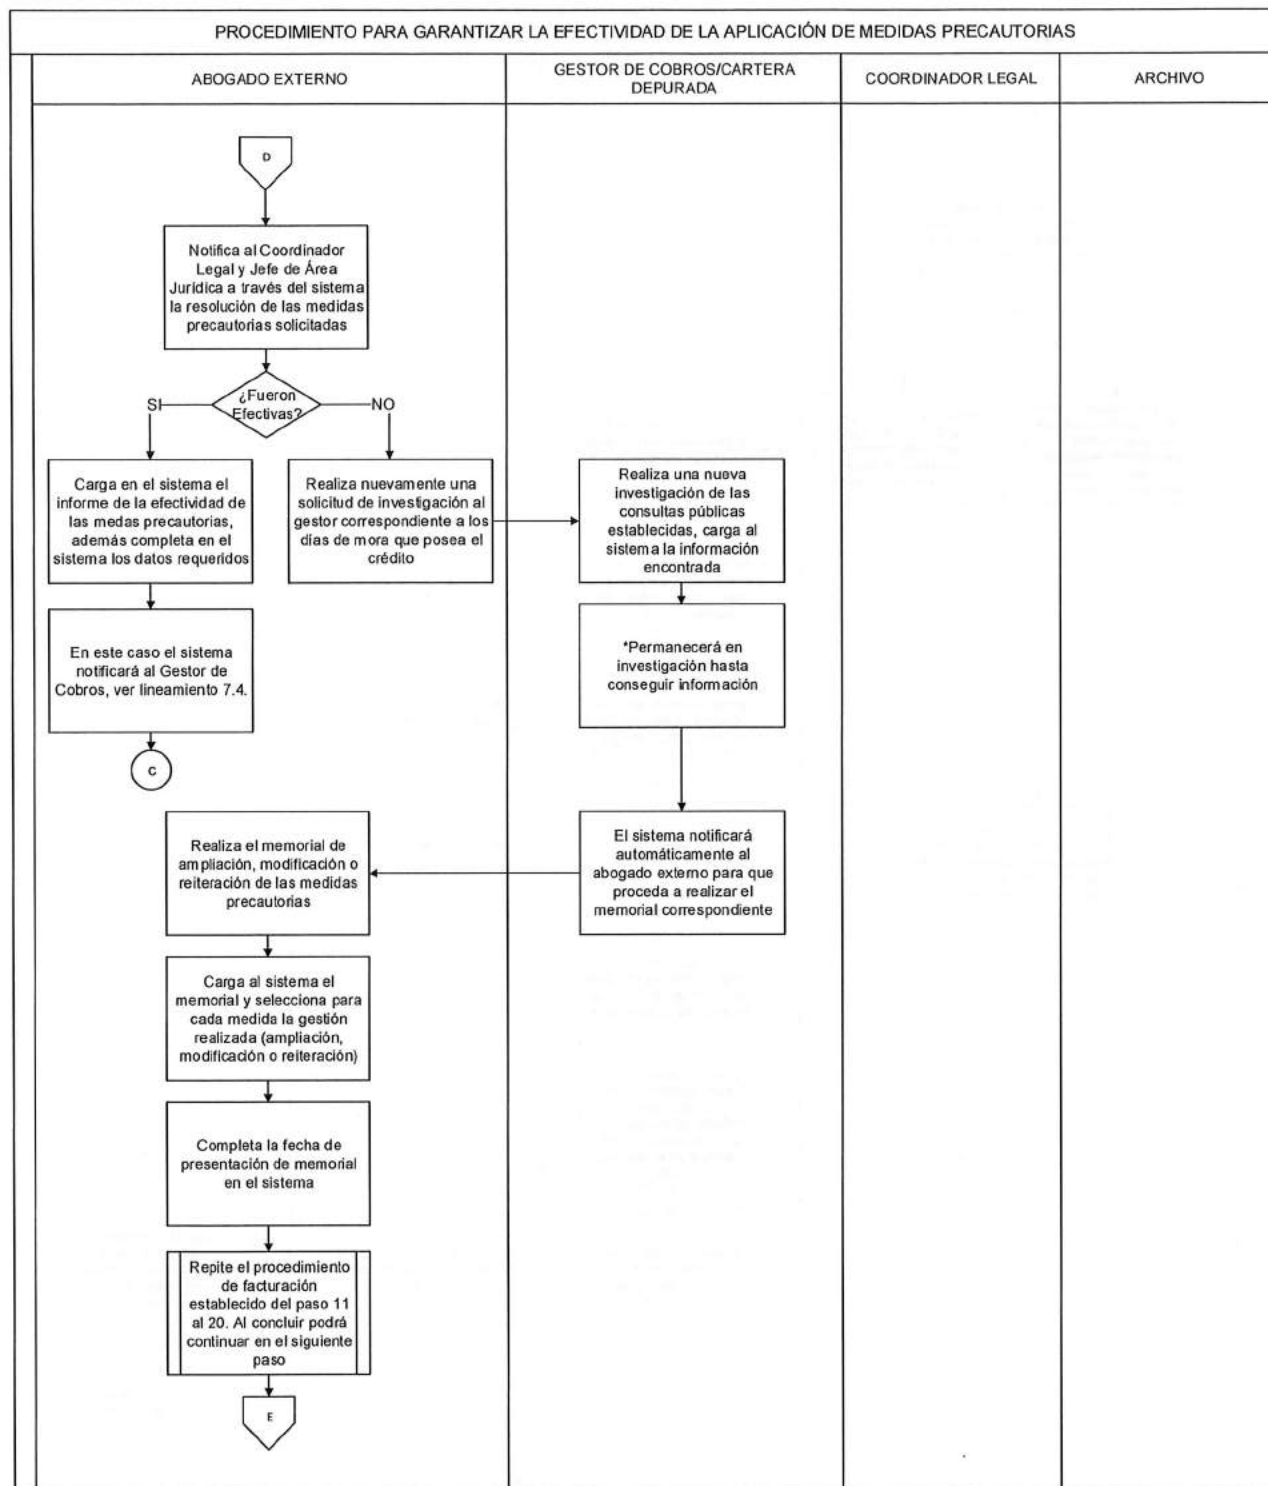 PROCEDIMIENTO PARA GARANTIZAR LA EFECTIVIDAD DE LA APLICACIÓN DE MEDIDAS PRECAUTORIAS
ABOGADO EXTERNO
GESTOR DE COBROS/CARTERA
DEPURADA
COORDINADOR LEGAL
ARCHIVO
D
Notifica al Coordinador
Legal y Jefe de Área
Jurídica a través del sistema
la resolución de las medidas
precautorias solicitadas
¿Fueron
Efectivas?
SI
NO
Carga en el sistema el
informe de la efectividad de
las medas precautorias,
además completa en el
sistema los datos requeridos
Realiza nuevamente una
solicitud de investigación al
gestor correspondiente a los
días de mora que posea el
crédito
Realiza una nueva
investigación de las
consultas públicas
establecidas, carga al
sistema la información
encontrada
En este caso el sistema
notificará al Gestor de
Cobros, ver lineamiento 7.4.
*Permanecerá en
investigación hasta
conseguir información
C
El sistema notificará
automáticamente al
abogado externo para que
proceda a realizar el
memorial correspondiente
Realiza el memorial de
ampliación, modificación o
reiteración de las medidas
precautorias
Carga al sistema el
memorial y selecciona para
cada medida la gestión
realizada (ampliación,
modificación o reiteración)
Completa la fecha de
presentación de memorial
en el sistema
Repite el procedimiento
de facturación
establecido del paso 11
al 20. Al concluir podrá
continuar en el siguiente
paso
E